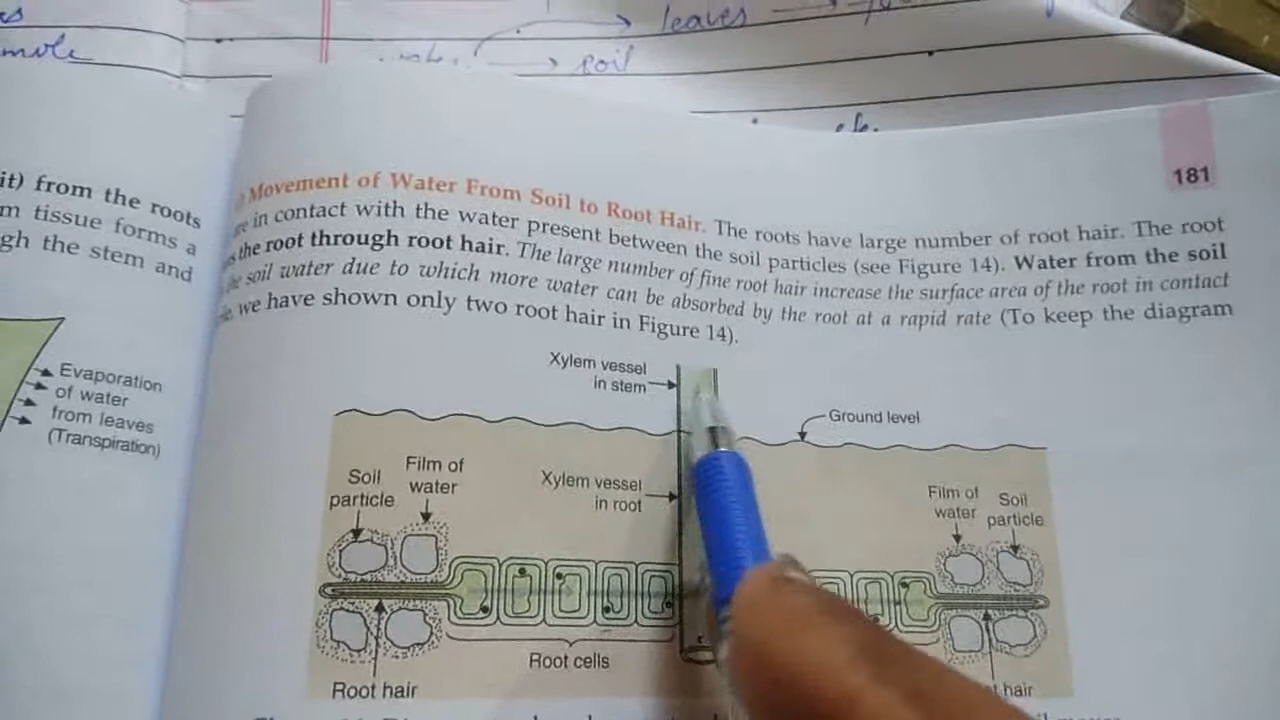 leaves
mole
soil
181
it) from the roots
m tissue forms a
gh the stem and
Movement of Water From Soil to Root Hair. The roots have large number of root hair. The root
in contact with the water present between the soil particles (see Figure 14). Water from the soil
the root through root hair. The large number of fine root hair increase the surface area of the root in contact
soil water due to which more water can be absorbed by the root at a rapid rate (To keep the diagram
we have shown only two root hair in Figure 14).
Evaporation
of water
from leaves
(Transpiration)
Xylem vessel
in stem
Ground level
Soil
particle
Film of
water
Xylem vessel
in root
Film of
water
Soil
particle
Root cells
Root hair
hair